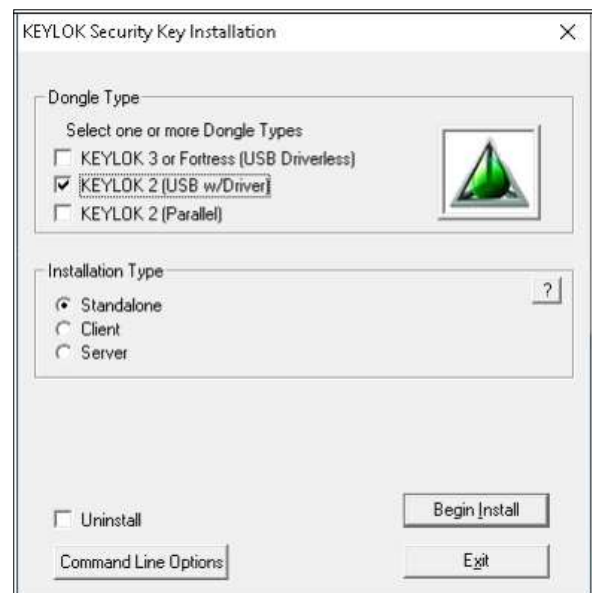 KEYLOK Security Key Installation
Dongle Type
Select one or more Dongle Types
KEYLOK 3 or Fortress (USB Driverless)
KEYLOK 2 (USB w/Driver)
KEYLOK 2 (Parallel)
Installation Type
?
Standalone
Client
Server
Uninstall
Begin Install
Command Line Options
Exit